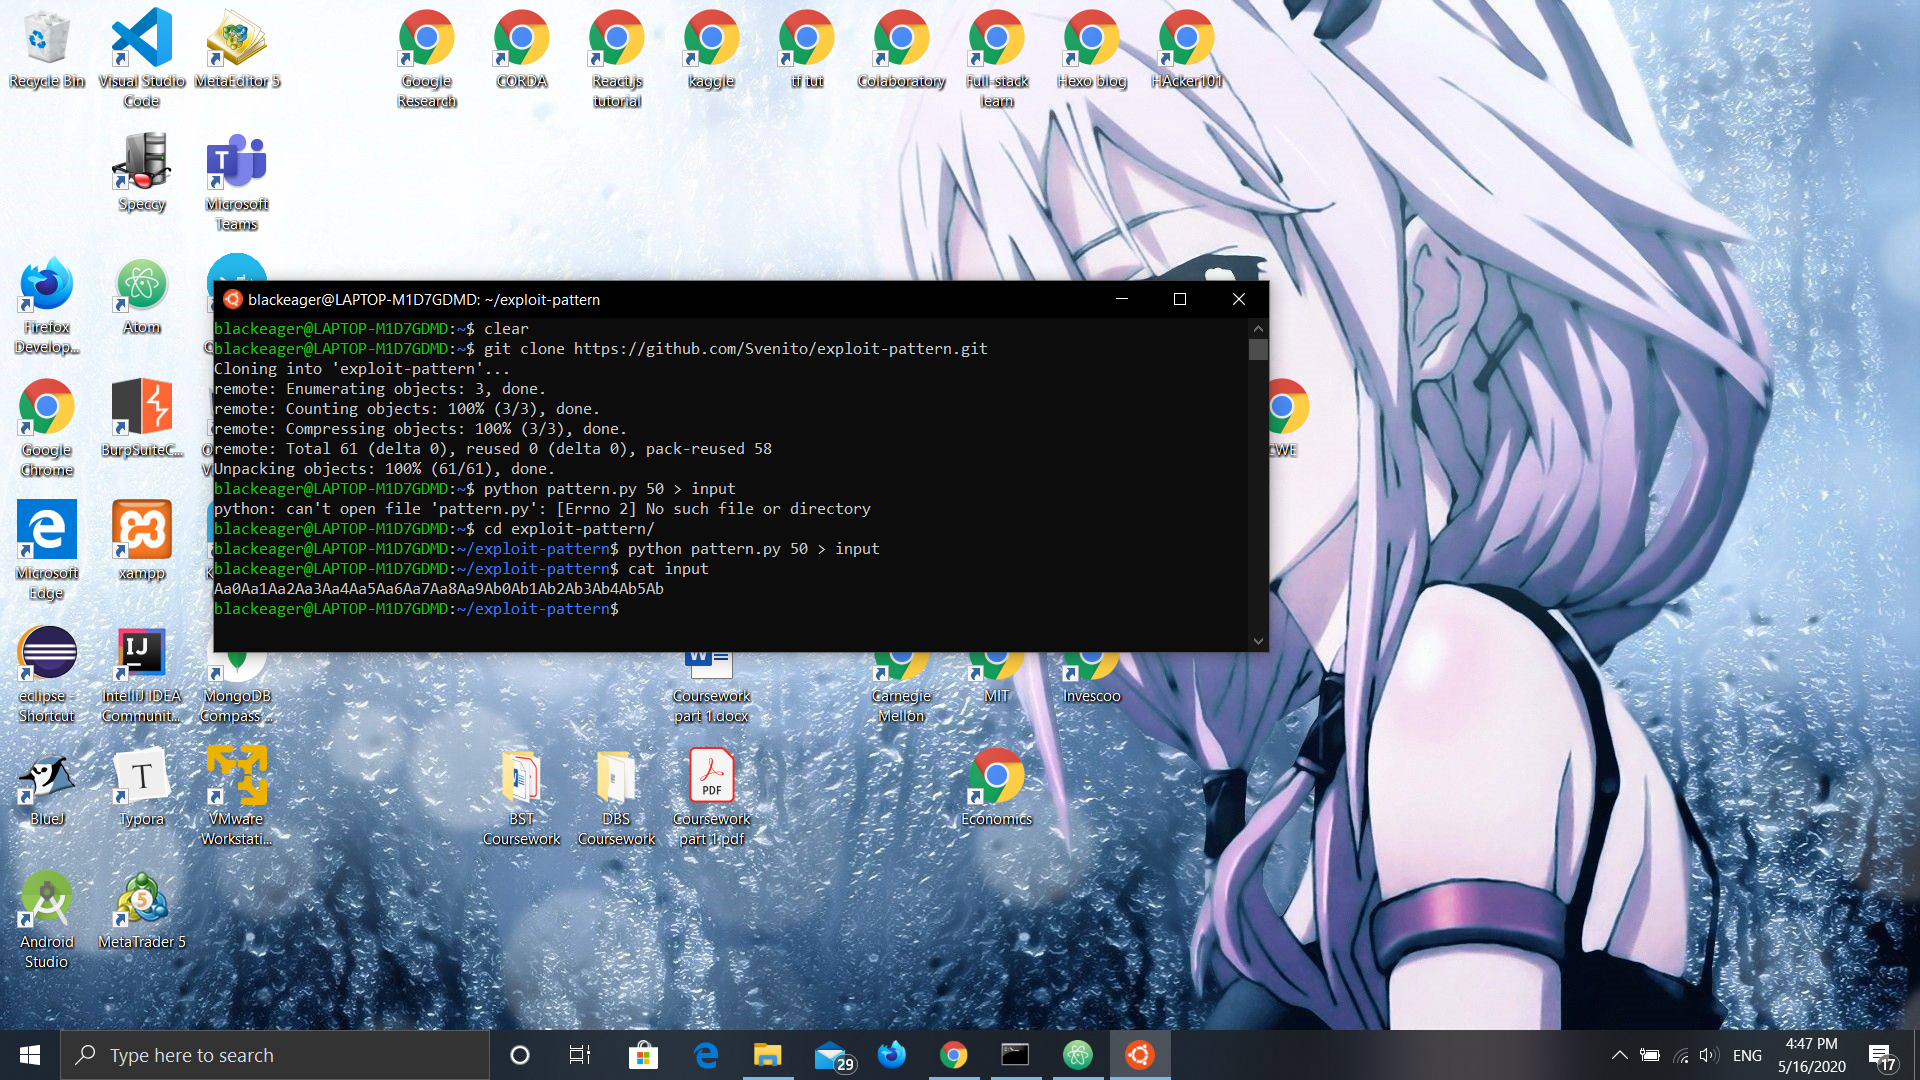 Recycle Bin
Visual Studio
Code
MetaEditor 5
Google
Research
CORDA
React.js
tutorial
kaggle
tf tut
Colaboratory
Full-stack
learn
Hexo blog
HAcker101
Speccy
Microsoft
Teams
Firefox
Develop...
Atom
Google
Chrome
BurpSuiteC...
CWE
Microsoft
Edge
xampp
blackeager@LAPTOP-M1D7GDMD: ~/exploit-pattern
blackeager@LAPTOP-M1D7GDMD:~$ clear
blackeager@LAPTOP-M1D7GDMD:~$ git clone https://github.com/Svenito/exploit-pattern.git
Cloning into 'exploit-pattern'...
remote: Enumerating objects: 3, done.
remote: Counting objects: 100% (3/3), done.
remote: Compressing objects: 100% (3/3), done.
remote: Total 61 (delta 0), reused 0 (delta 0), pack-reused 58
Unpacking objects: 100% (61/61), done.
blackeager@LAPTOP-M1D7GDMD:~$ python pattern.py 50 > input
python: can't open file 'pattern.py': [Errno 2] No such file or directory
blackeager@LAPTOP-M1D7GDMD:~$ cd exploit-pattern/
blackeager@LAPTOP-M1D7GDMD:~/exploit-pattern$ python pattern.py 50 > input
blackeager@LAPTOP-M1D7GDMD:~/exploit-pattern$ cat input
Aa0Aa1Aa2Aa3Aa4Aa5Aa6Aa7Aa8Aa9Ab0Ab1Ab2Ab3Ab4Ab5Ab
blackeager@LAPTOP-M1D7GDMD:~/exploit-pattern$
eclipse -
Shortcut
IntelliJ IDEA
Communit...
MongoDB
Compass ...
Coursework
part 1.docx
Carnegie
Mellon
MIT
Invescoo
BlueJ
Typora
VMware
Workstati...
BST
Coursework
DBS
Coursework
PDF
Coursework
part 1.pdf
Economics
Android
Studio
MetaTrader 5
Type here to search
29
ENG
4:47 PM
5/16/2020
17